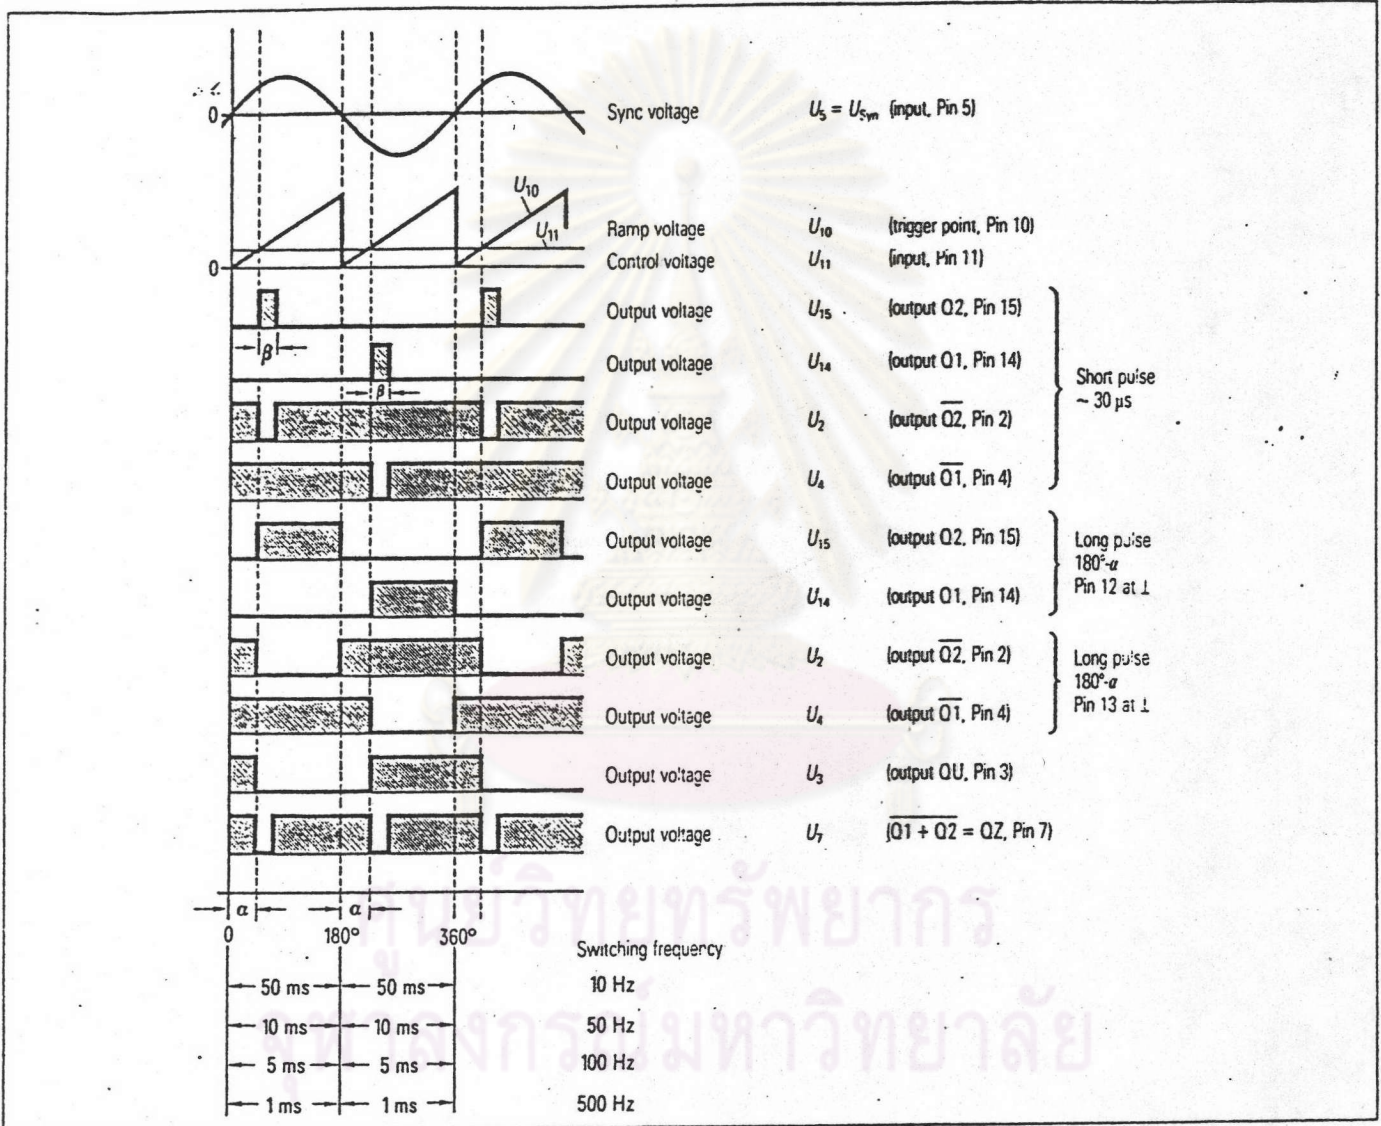 0
Sync voltage U₅ = U_Syn (input, Pin 5)
U₁₀
U₁₁
Ramp voltage U₁₀ (trigger point, Pin 10)
0
Control voltage U₁₁ (input, Pin 11)
Output voltage U₁₅ (output Q2, Pin 15)
β
Output voltage U₁₄ (output Q1, Pin 14)
β
Short pulse
~ 30 µs
Output voltage U₂ (output Q̅2̅, Pin 2)
Output voltage U₄ (output Q̅1̅, Pin 4)
Output voltage U₁₅ (output Q2, Pin 15)
Long pulse
180°-α
Pin 12 at ⊥
Output voltage U₁₄ (output Q1, Pin 14)
Output voltage U₂ (output Q̅2̅, Pin 2)
Long pulse
180°-α
Pin 13 at ⊥
Output voltage U₄ (output Q̅1̅, Pin 4)
Output voltage U₃ (output QU, Pin 3)
Output voltage U₇ (Q̅1̅ ̅+̅ ̅Q̅2̅ = QZ, Pin 7)
α α
0 180° 360°
Switching frequency
50 ms 50 ms 10 Hz
10 ms 10 ms 50 Hz
5 ms 5 ms 100 Hz
1 ms 1 ms 500 Hz
ศูนย์วิทยทรัพยากร
จุฬาลงกรณ์มหาวิทยาลัย